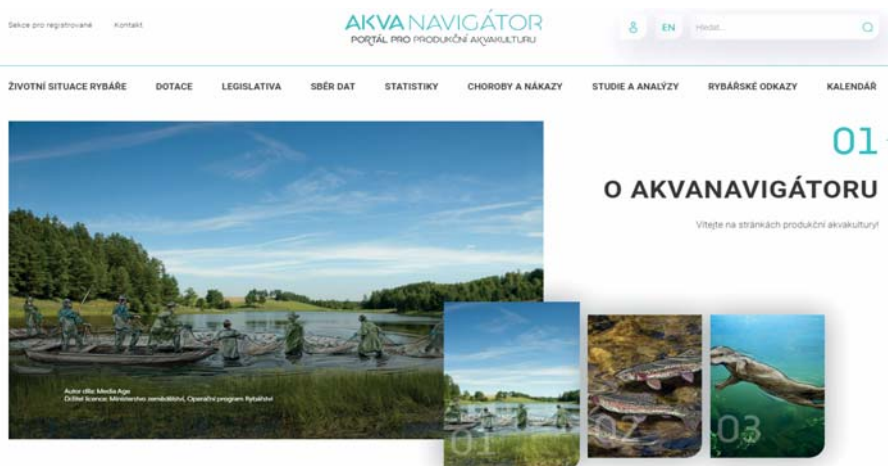 Sekce pro registrované Kontakt
AKVANAVIGÁTOR
PORTÁL PRO PRODUKČNÍ AKVAKULTURU
EN Hledat...
ŽIVOTNÍ SITUACE RYBÁŘE DOTACE LEGISLATIVA SBĚR DAT STATISTIKY CHOROBY A NÁKAZY STUDIE A ANALÝZY RYBÁŘSKÉ ODKAZY KALENDÁŘ
01
O AKVANAVIGÁTORU
Vítejte na stránkách produkční akvakultury!
Autor díla: Media Age
Držitel licence: Ministerstvo zemědělství, Operační program Rybářství
01 02 03